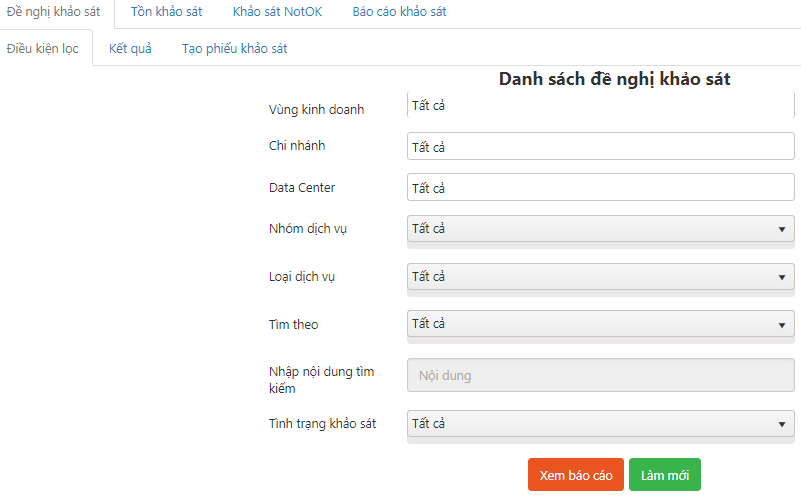 Đề nghị khảo sát Tồn khảo sát Khảo sát NotOK Báo cáo khảo sát
Điều kiện lọc Kết quả Tạo phiếu khảo sát
Danh sách đề nghị khảo sát
Vùng kinh doanh Tất cả
Chi nhánh Tất cả
Data Center Tất cả
Nhóm dịch vụ Tất cả
Loại dịch vụ Tất cả
Tìm theo Tất cả
Nhập nội dung tìm
kiếm
Nội dung
Tình trạng khảo sát Tất cả
Xem báo cáo Làm mới